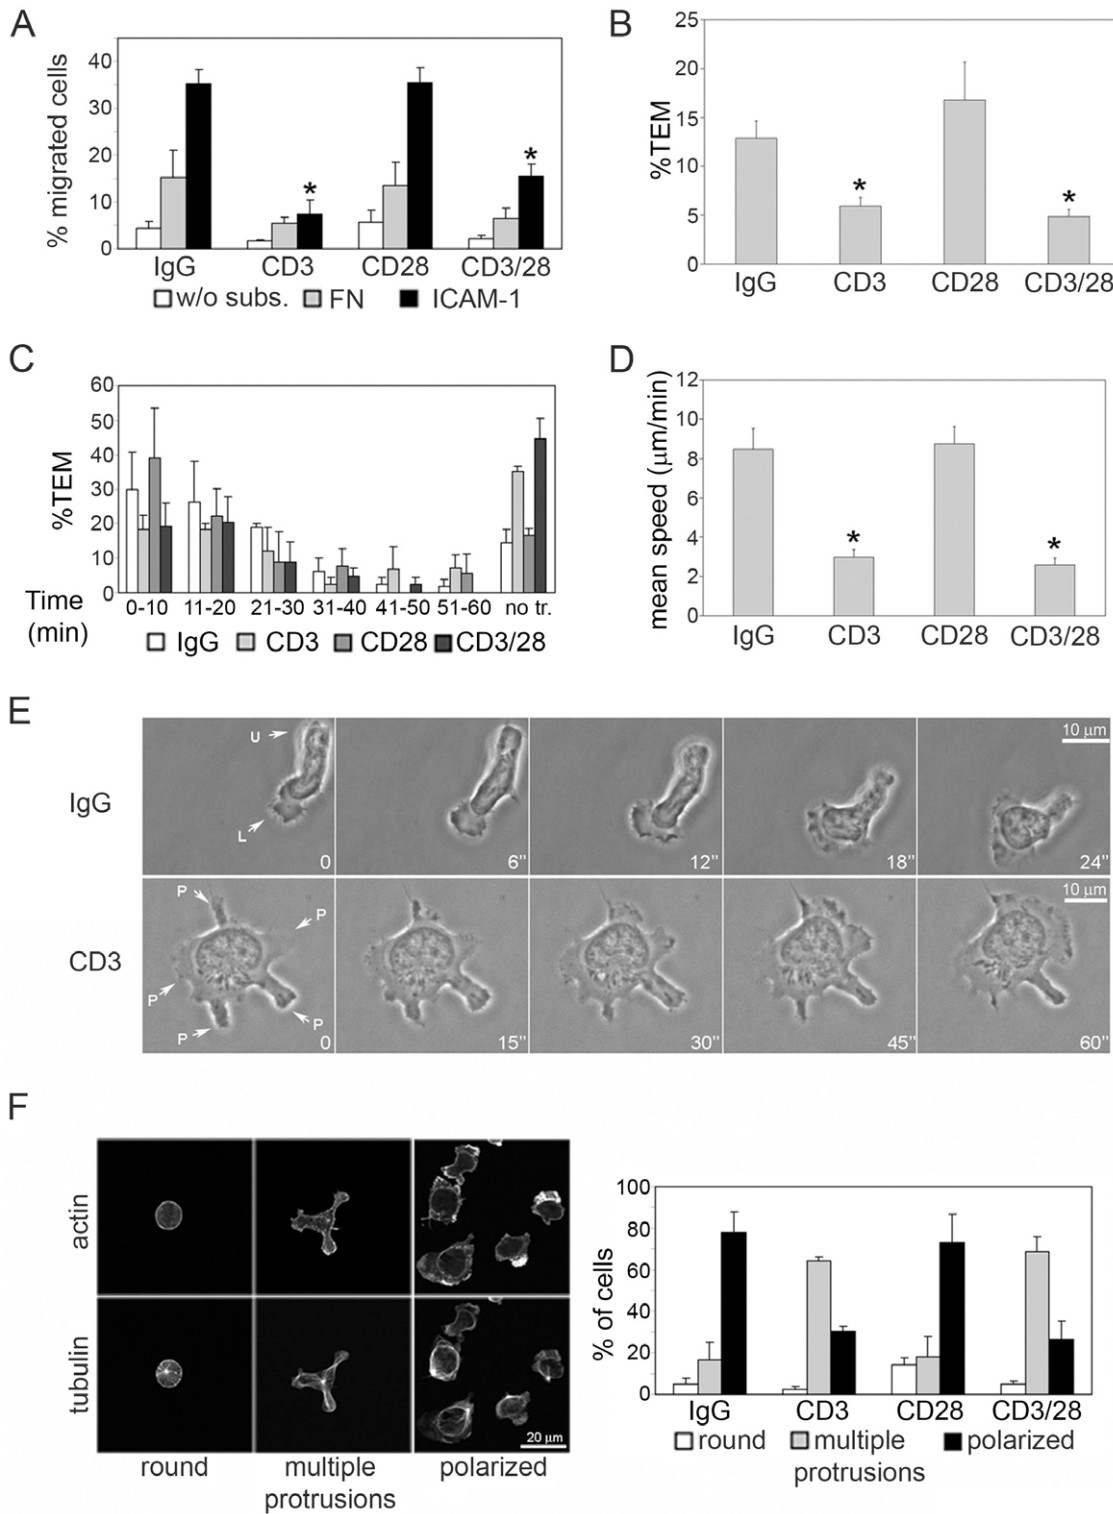 A
% migrated cells
40
30
20
10
0
IgG CD3 CD28 CD3/28
* *
w/o subs. FN ICAM-1
B
%TEM
25
20
15
10
5
0
IgG CD3 CD28 CD3/28
* *
C
%TEM
60
50
40
30
20
10
0
Time (min)
0-10 11-20 21-30 31-40 41-50 51-60 no tr.
IgG CD3 CD28 CD3/28
D
mean speed (μm/min)
12
10
8
6
4
2
0
IgG CD3 CD28 CD3/28
* *
E
IgG
U
L
0 6" 12" 18" 24"
10 μm
CD3
P
P
P
P
P
0 15" 30" 45" 60"
10 μm
F
actin
tubulin
20 μm
round multiple protrusions polarized
% of cells
100
80
60
40
20
0
IgG CD3 CD28 CD3/28
round multiple protrusions polarized